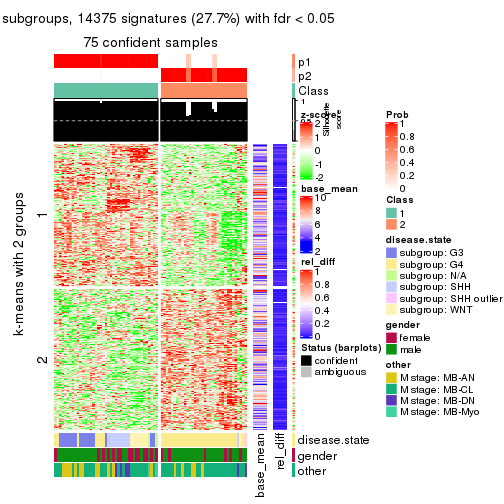 subgroups, 14375 signatures (27.7%) with fdr < 0.05
75 confident samples
p1
p2
Class
1
Silhouette
score
z-score
2
1
0
-1
-2
base_mean
10
8
6
4
2
rel_diff
1
0.8
0.6
0.4
0.2
0
Status (barplots)
confident
ambiguous
Prob
1
0.8
0.6
0.4
0.2
0
Class
1
2
disease.state
subgroup: G3
subgroup: G4
subgroup: N/A
subgroup: SHH
subgroup: SHH outlier
subgroup: WNT
gender
female
male
other
M stage: MB-AN
M stage: MB-CL
M stage: MB-DN
M stage: MB-Myo
k-means with 2 groups
1
2
disease.state
gender
other
base_mean
rel_diff